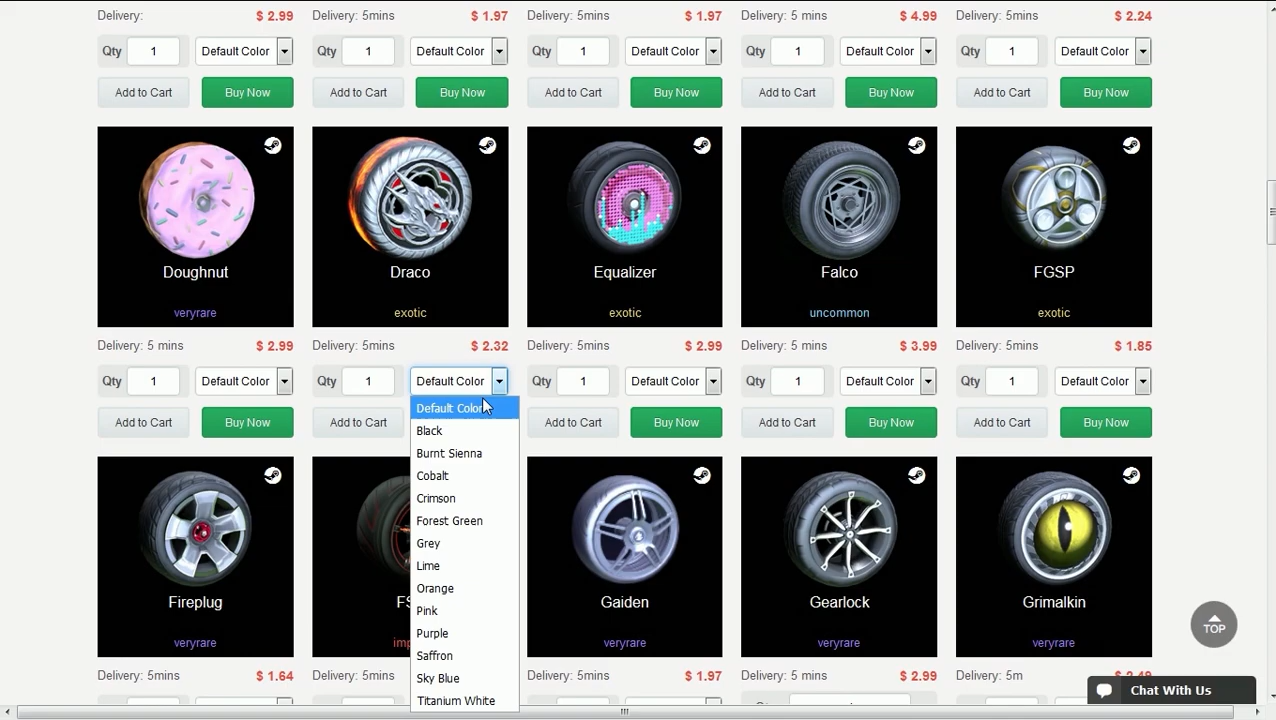 Delivery: $ 2.99 Delivery: 5mins $ 1.97 Delivery: 5mins $ 1.97 Delivery: 5 mins $ 4.99 Delivery: 5mins $ 2.24
Qty 1 Default Color Qty 1 Default Color Qty 1 Default Color Qty 1 Default Color Qty 1 Default Color
Add to Cart Buy Now Add to Cart Buy Now Add to Cart Buy Now Add to Cart Buy Now Add to Cart Buy Now
Doughnut Draco Equalizer Falco FGSP
veryrare exotic exotic uncommon exotic
Delivery: 5 mins $ 2.99 Delivery: 5mins $ 2.32 Delivery: 5mins $ 2.99 Delivery: 5 mins $ 3.99 Delivery: 5mins $ 1.85
Qty 1 Default Color Qty 1 Default Color Qty 1 Default Color Qty 1 Default Color Qty 1 Default Color
Add to Cart Buy Now Add to Cart Add to Cart Buy Now Add to Cart Buy Now Add to Cart Buy Now
Default Color
Black
Burnt Sienna
Cobalt
Crimson
Forest Green
Grey
Lime
Orange
Pink
Purple
Saffron
Sky Blue
Titanium White
Fireplug Gaiden Gearlock Grimalkin
veryrare veryrare veryrare veryrare
Delivery: 5mins $ 1.64 Delivery: 5mins $ 1.97 Delivery: 5 mins $ 2.99 Delivery: 5m
TOP
Chat With Us